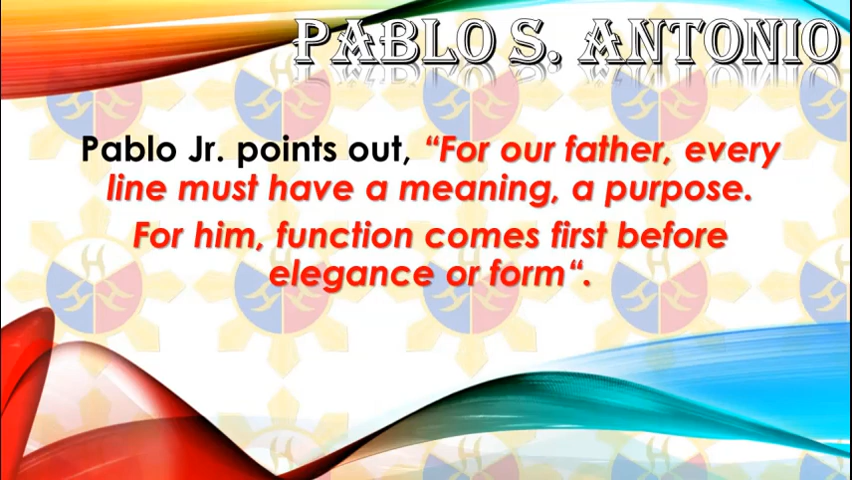 PABLO S. ANTONIO
Pablo Jr. points out, “For our father, every
line must have a meaning, a purpose.
For him, function comes first before
elegance or form“.